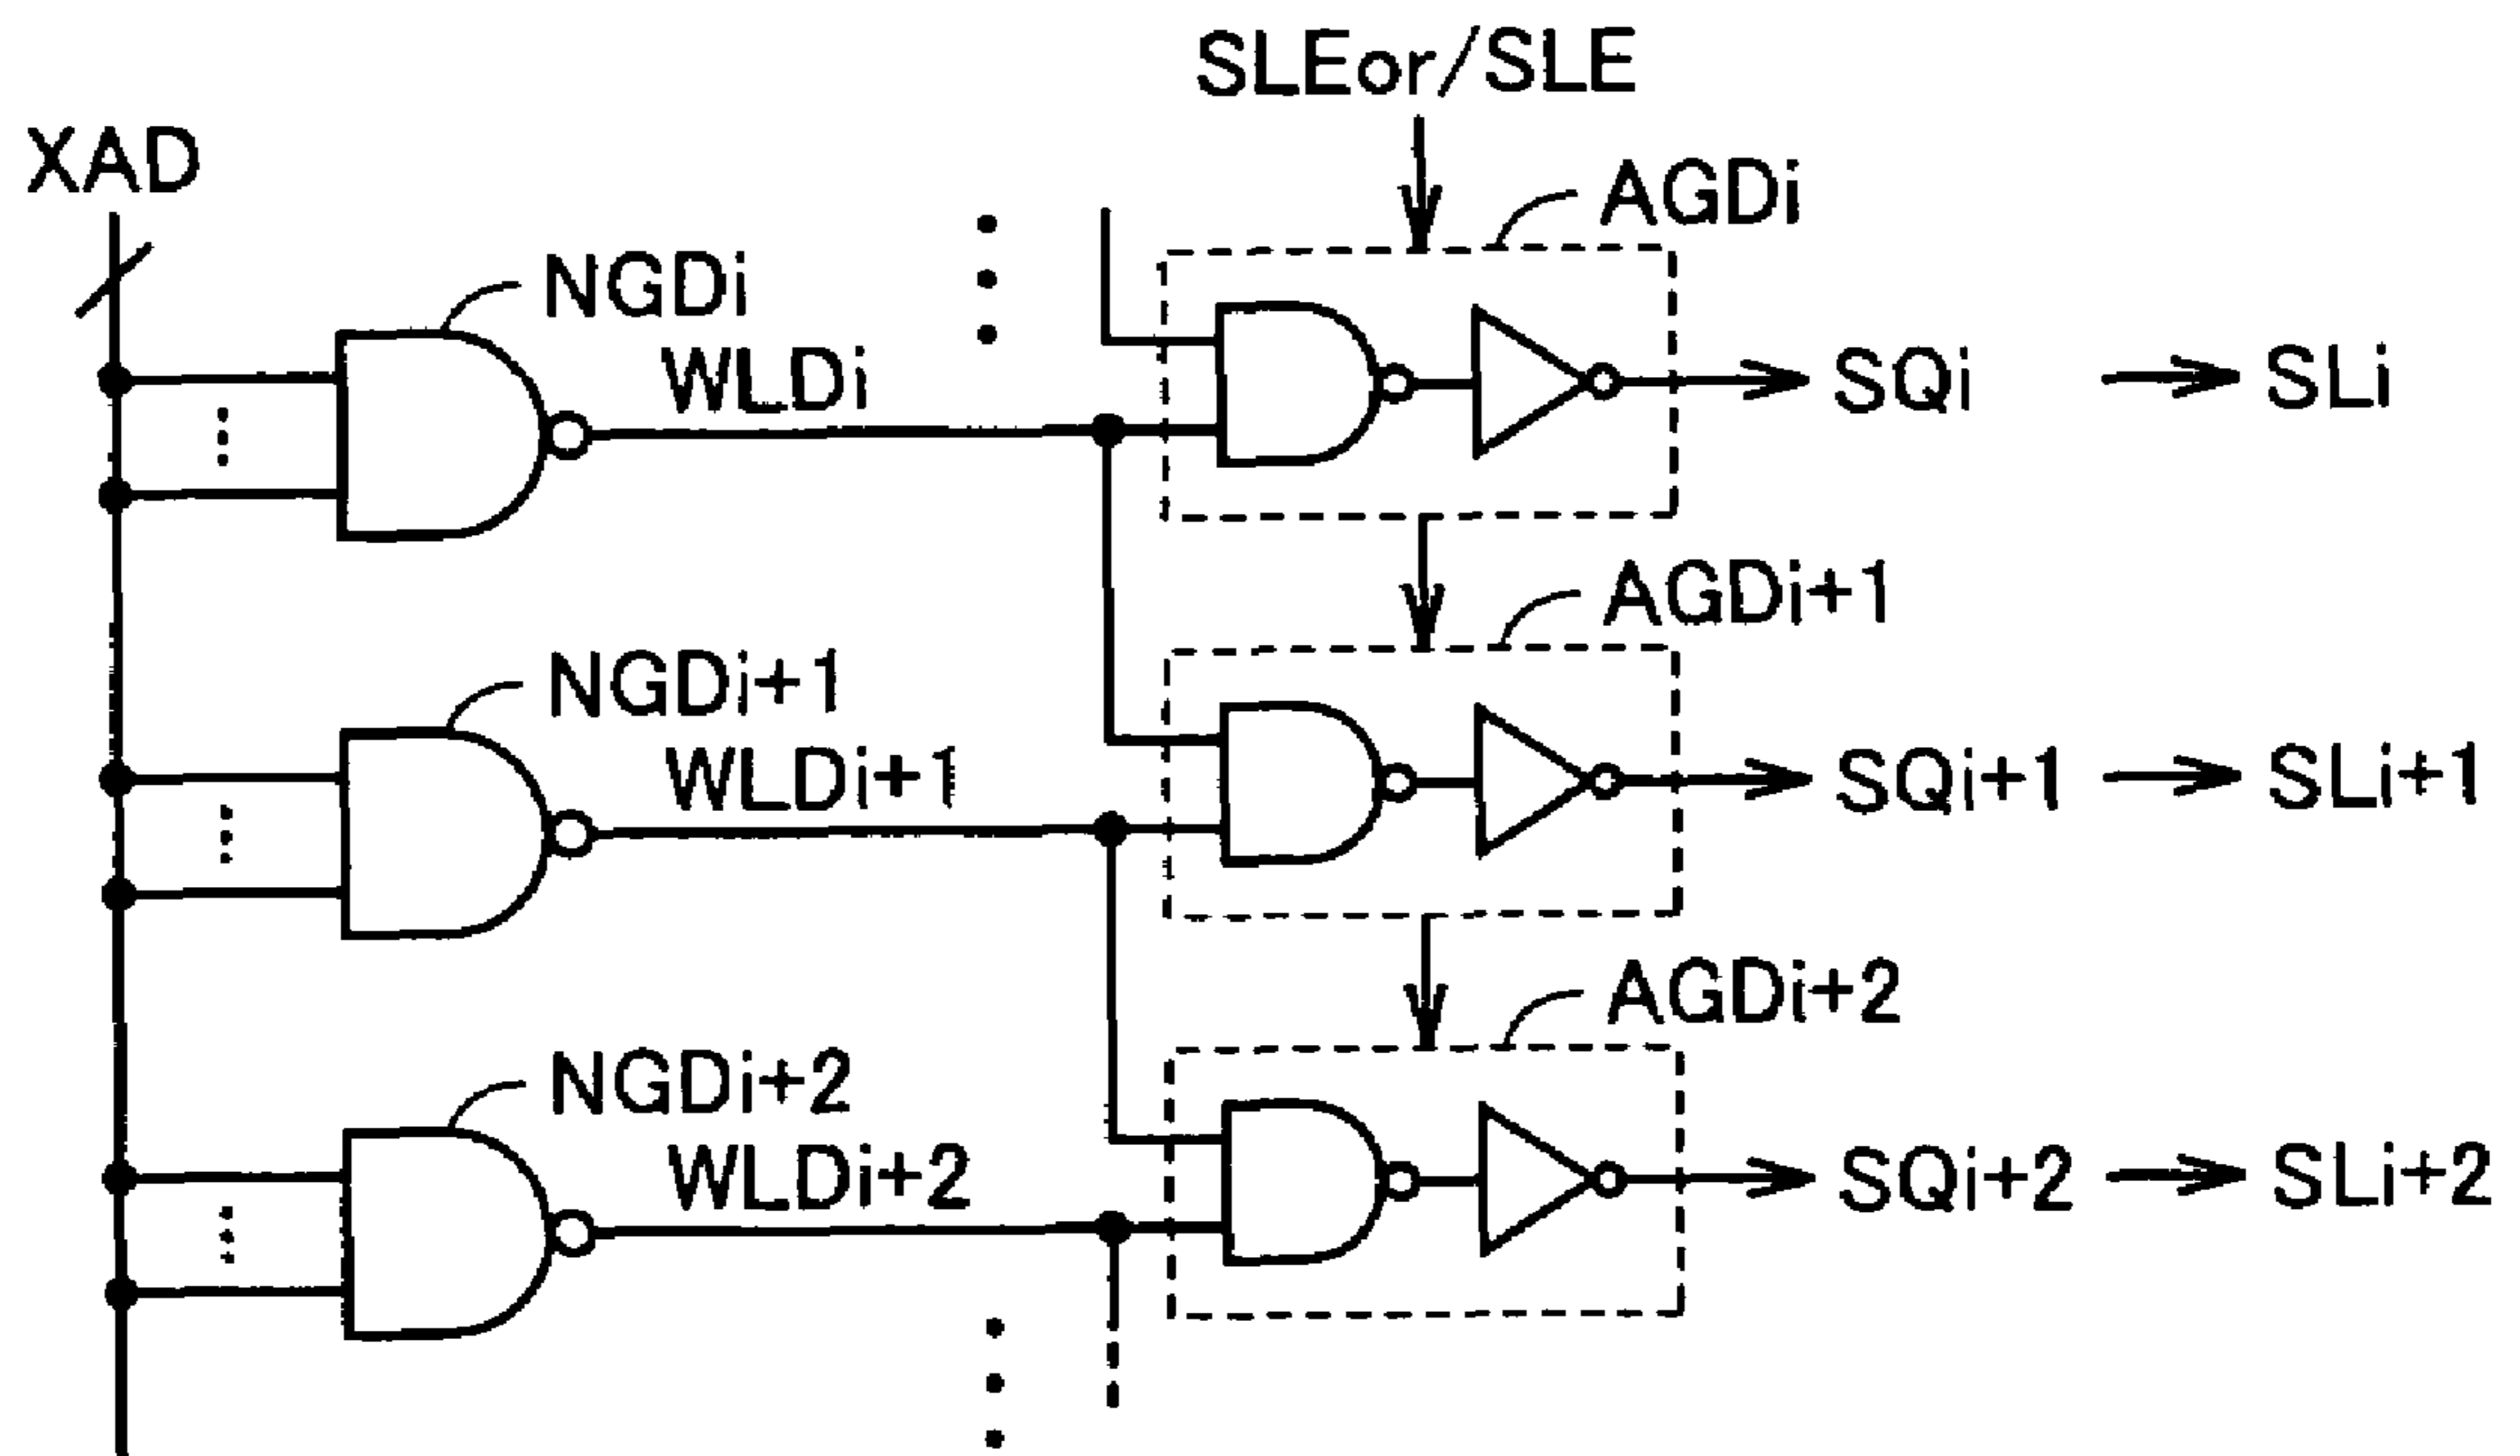 SLEor/SLE
XAD
AGDi
NGDi
WLDi
SQi
SLi
AGDi+1
NGDi+1
WLDi+1
SQi+1
SLi+1
AGDi+2
NGDi+2
WLDi+2
SQi+2
SLi+2